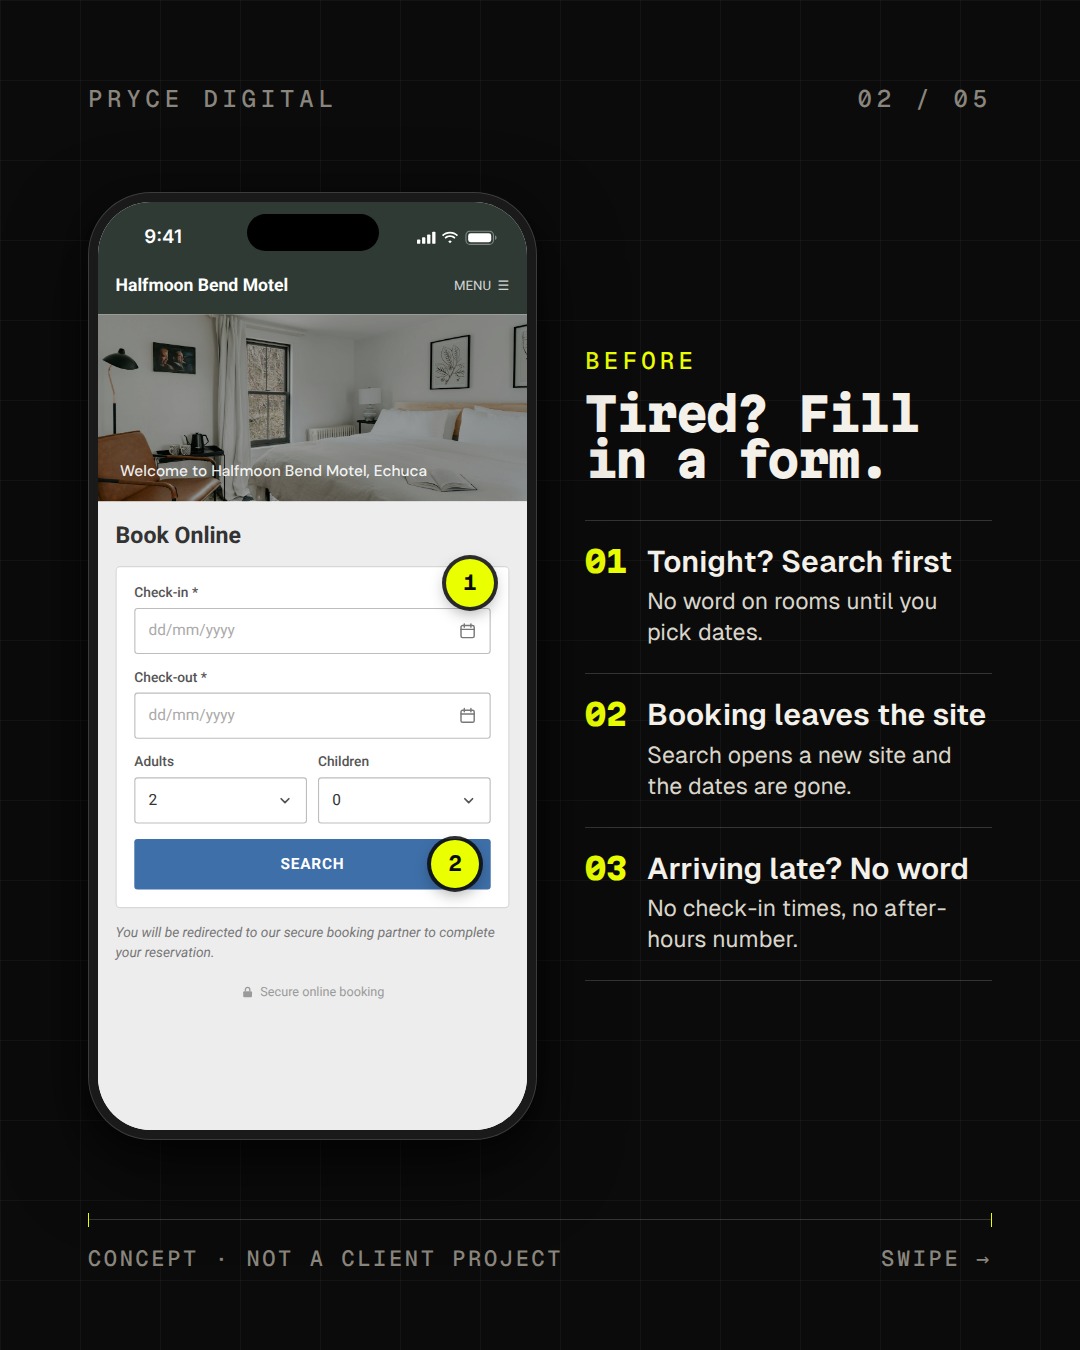 PRYCE DIGITAL
02 / 05
9:41
Halfmoon Bend Motel
MENU ☰
Welcome to Halfmoon Bend Motel, Echuca
Book Online
1
Check-in *
dd/mm/yyyy
Check-out *
dd/mm/yyyy
Adults
Children
2
0
SEARCH
2
You will be redirected to our secure booking partner to complete
your reservation.
Secure online booking
BEFORE
Tired? Fill
in a form.
01 Tonight? Search first
No word on rooms until you
pick dates.
02 Booking leaves the site
Search opens a new site and
the dates are gone.
03 Arriving late? No word
No check-in times, no after-
hours number.
CONCEPT · NOT A CLIENT PROJECT
SWIPE →